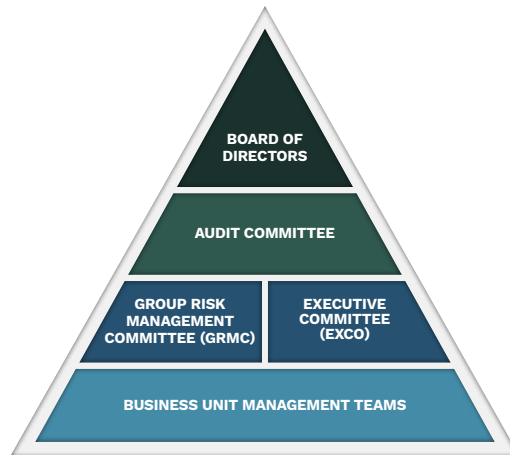 BOARD OF
DIRECTORS
AUDIT COMMITTEE
GROUP RISK
MANAGEMENT
COMMITTEE (GRMC)
EXECUTIVE
COMMITTEE
(EXCO)
BUSINESS UNIT MANAGEMENT TEAMS